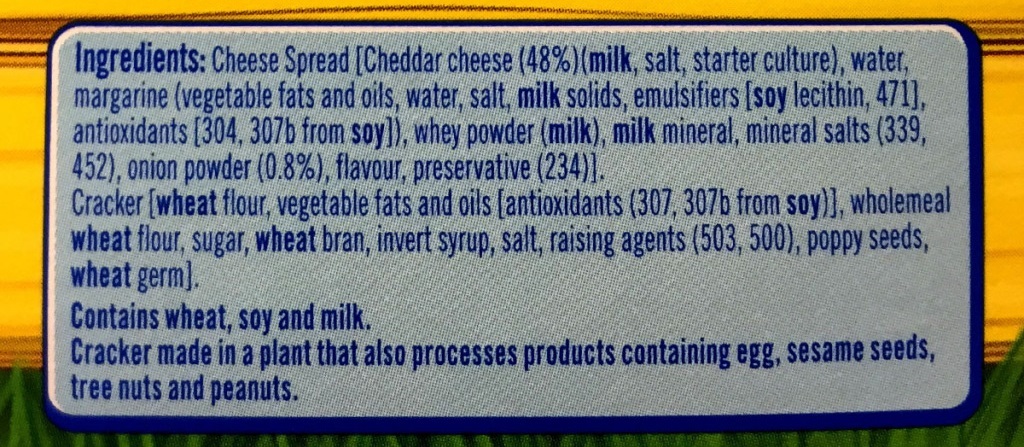 Ingredients: Cheese Spread [Cheddar cheese (48%)(milk, salt, starter culture), water,
margarine (vegetable fats and oils, water, salt, milk solids, emulsifiers [soy lecithin, 471],
antioxidants [304, 307b from soy]), whey powder (milk), milk mineral, mineral salts (339,
452), onion powder (0.8%), flavour, preservative (234)].
Cracker [wheat flour, vegetable fats and oils [antioxidants (307, 307b from soy)], wholemeal
wheat flour, sugar, wheat bran, invert syrup, salt, raising agents (503, 500), poppy seeds,
wheat germ].
Contains wheat, soy and milk.
Cracker made in a plant that also processes products containing egg, sesame seeds,
tree nuts and peanuts.